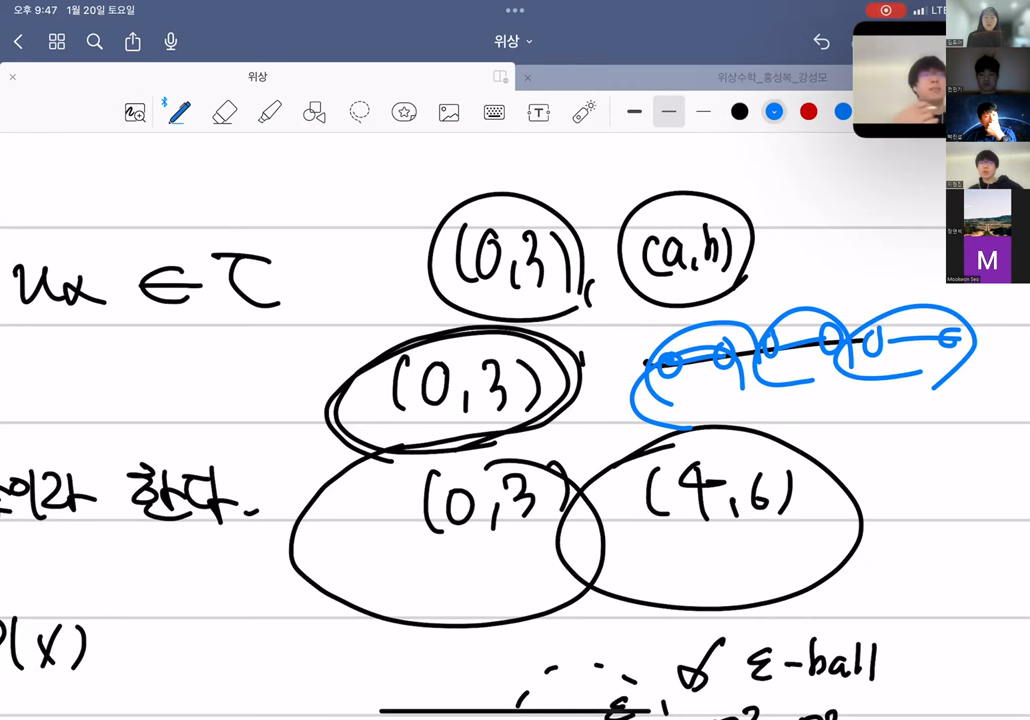 오후 9:47 1월 20일 토요일
LTE
위상
위상
위상수학_홍성복_강성모
(0,3), (a,b)
Uα ∈ τ
(0,3)
이라 한다.
(0,3) (4,6)
(X)
ε-ball
ε
M
Mookwon Seo